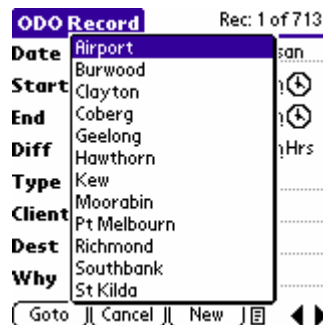 ODO Record Rec: 1 of 713
Date
Start
End
Diff Hrs
Type
Client
Dest
Why
Airport
Burwood
Clayton
Coberg
Geelong
Hawthorn
Kew
Moorabin
Pt Melbourn
Richmond
Southbank
St Kilda
Goto Cancel New